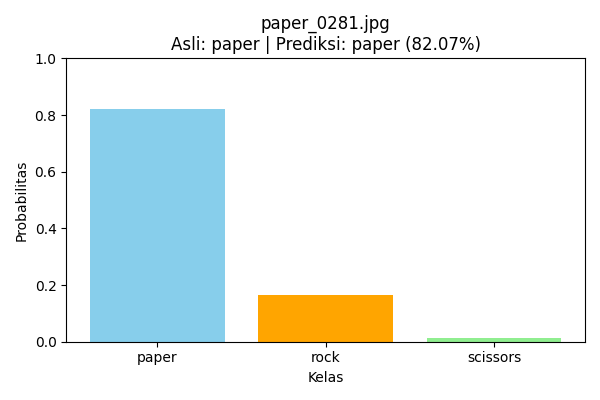 paper_0281.jpg
Asli: paper | Prediksi: paper (82.07%)
1.0
0.8
0.6
0.4
0.2
0.0
Probabilitas
paper
rock
scissors
Kelas